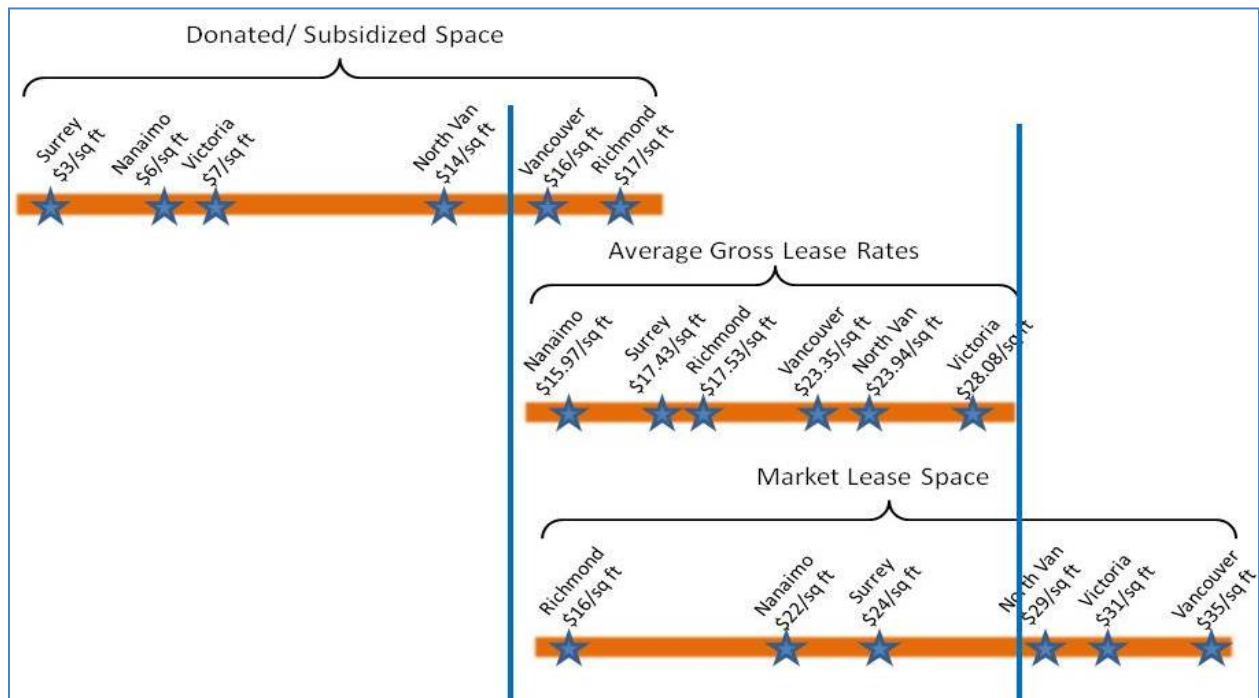 Donated/ Subsidized Space
Surrey
$3/sq ft
Nanaimo
$6/sq ft
Victoria
$7/sq ft
North Van
$14/sq ft
Vancouver
$16/sq ft
Richmond
$17/sq ft
Average Gross Lease Rates
Nanaimo
$15.97/sq ft
Surrey
$17.43/sq ft
Richmond
$17.53/sq ft
Vancouver
$23.35/sq ft
North Van
$23.94/sq ft
Victoria
$28.08/sq ft
Market Lease Space
Richmond
$16/sq ft
Nanaimo
$22/sq ft
Surrey
$24/sq ft
North Van
$29/sq ft
Victoria
$31/sq ft
Vancouver
$35/sq ft